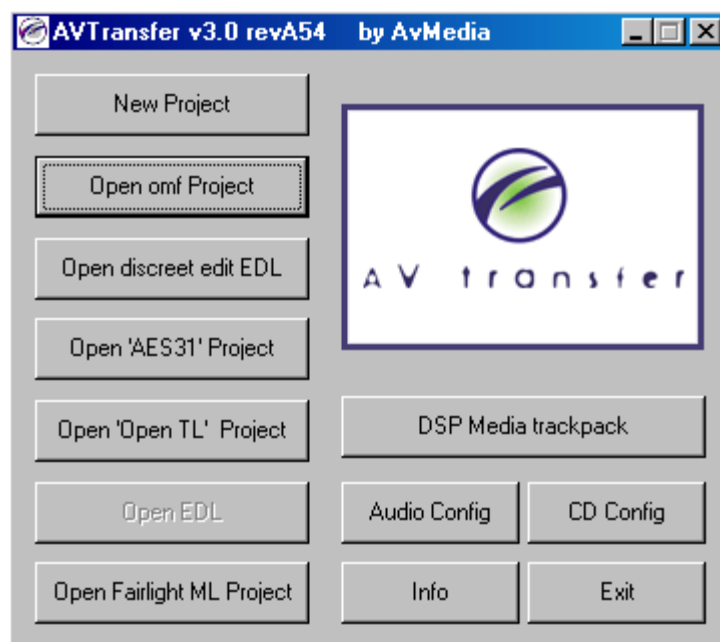 AVTransfer v3.0 revA54 by AvMedia
New Project
Open omf Project
Open discreet edit EDL
Open 'AES31' Project
Open 'Open TL' Project
Open EDL
Open Fairlight ML Project
AV transfer
DSP Media trackpack
Audio Config
CD Config
Info
Exit